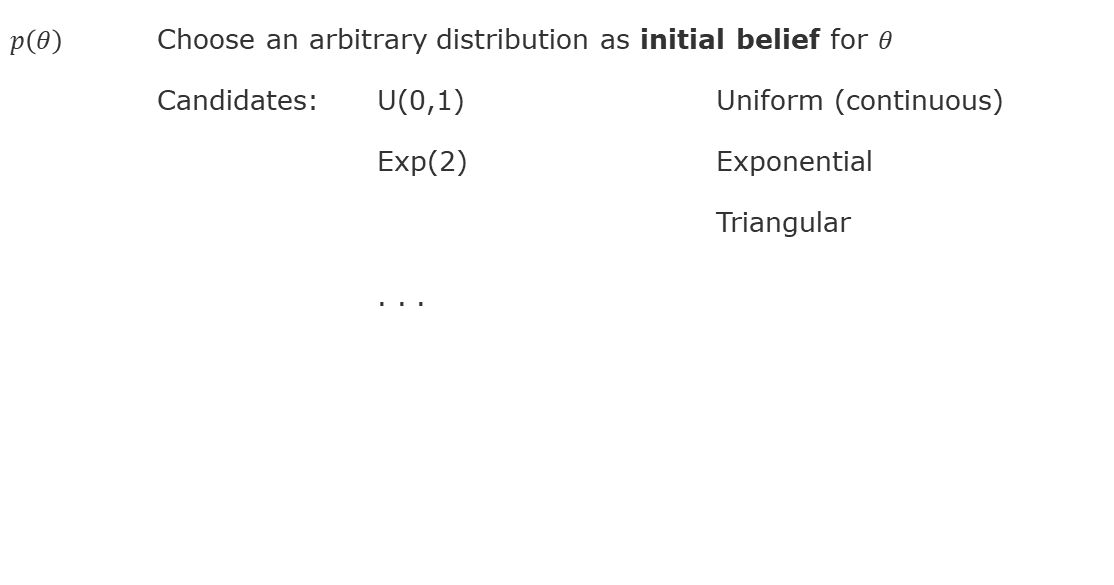 p(θ) Choose an arbitrary distribution as initial belief for θ
Candidates: U(0,1) Uniform (continuous)
Exp(2) Exponential
Triangular
. . .